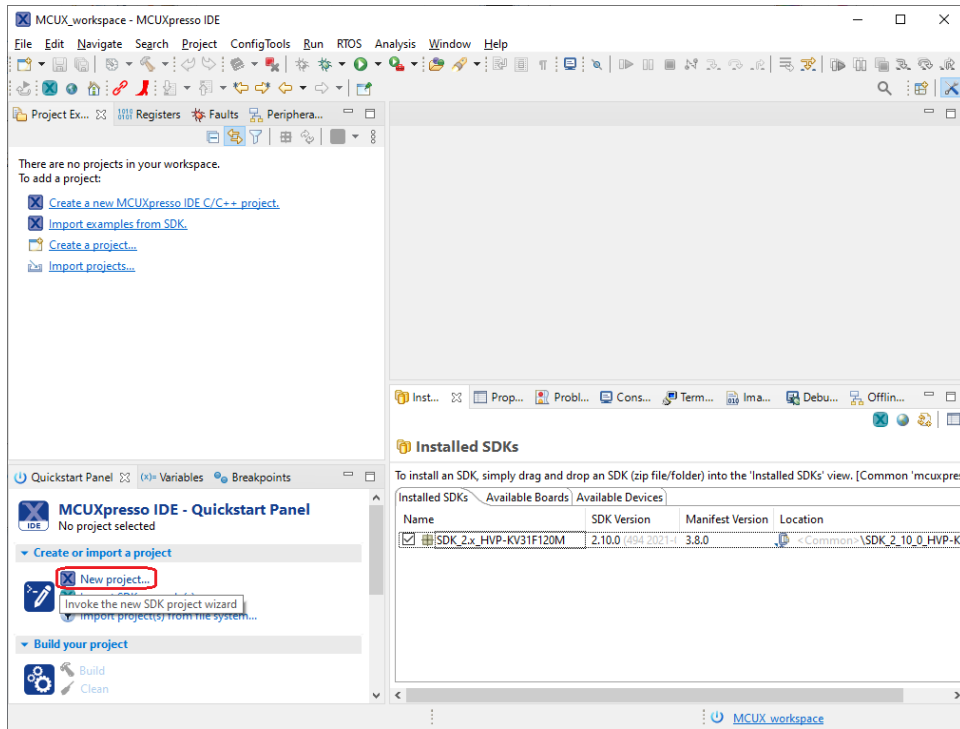 MCUX_workspace - MCUXpresso IDE
File Edit Navigate Search Project ConfigTools Run RTOS Analysis Window Help
Project Ex... Registers Faults Periphera...
There are no projects in your workspace.
To add a project:
Create a new MCUXpresso IDE C/C++ project.
Import examples from SDK.
Create a project...
Import projects...
Inst... Prop... Probl... Cons... Term... Ima... Debu... Offlin...
Installed SDKs
To install an SDK, simply drag and drop an SDK (zip file/folder) into the 'Installed SDKs' view. [Common 'mcuxpres
Installed SDKs Available Boards Available Devices
Name SDK Version Manifest Version Location
SDK_2.x_HVP-KV31F120M 2.10.0 (494 2021-( 3.8.0 <Common>\SDK_2_10_0_HVP-K
Quickstart Panel (x)= Variables Breakpoints
IDE
MCUXpresso IDE - Quickstart Panel
No project selected
Create or import a project
New project...
Invoke the new SDK project wizard
Import project(s) from file system...
Build your project
Build
Clean
MCUX_workspace